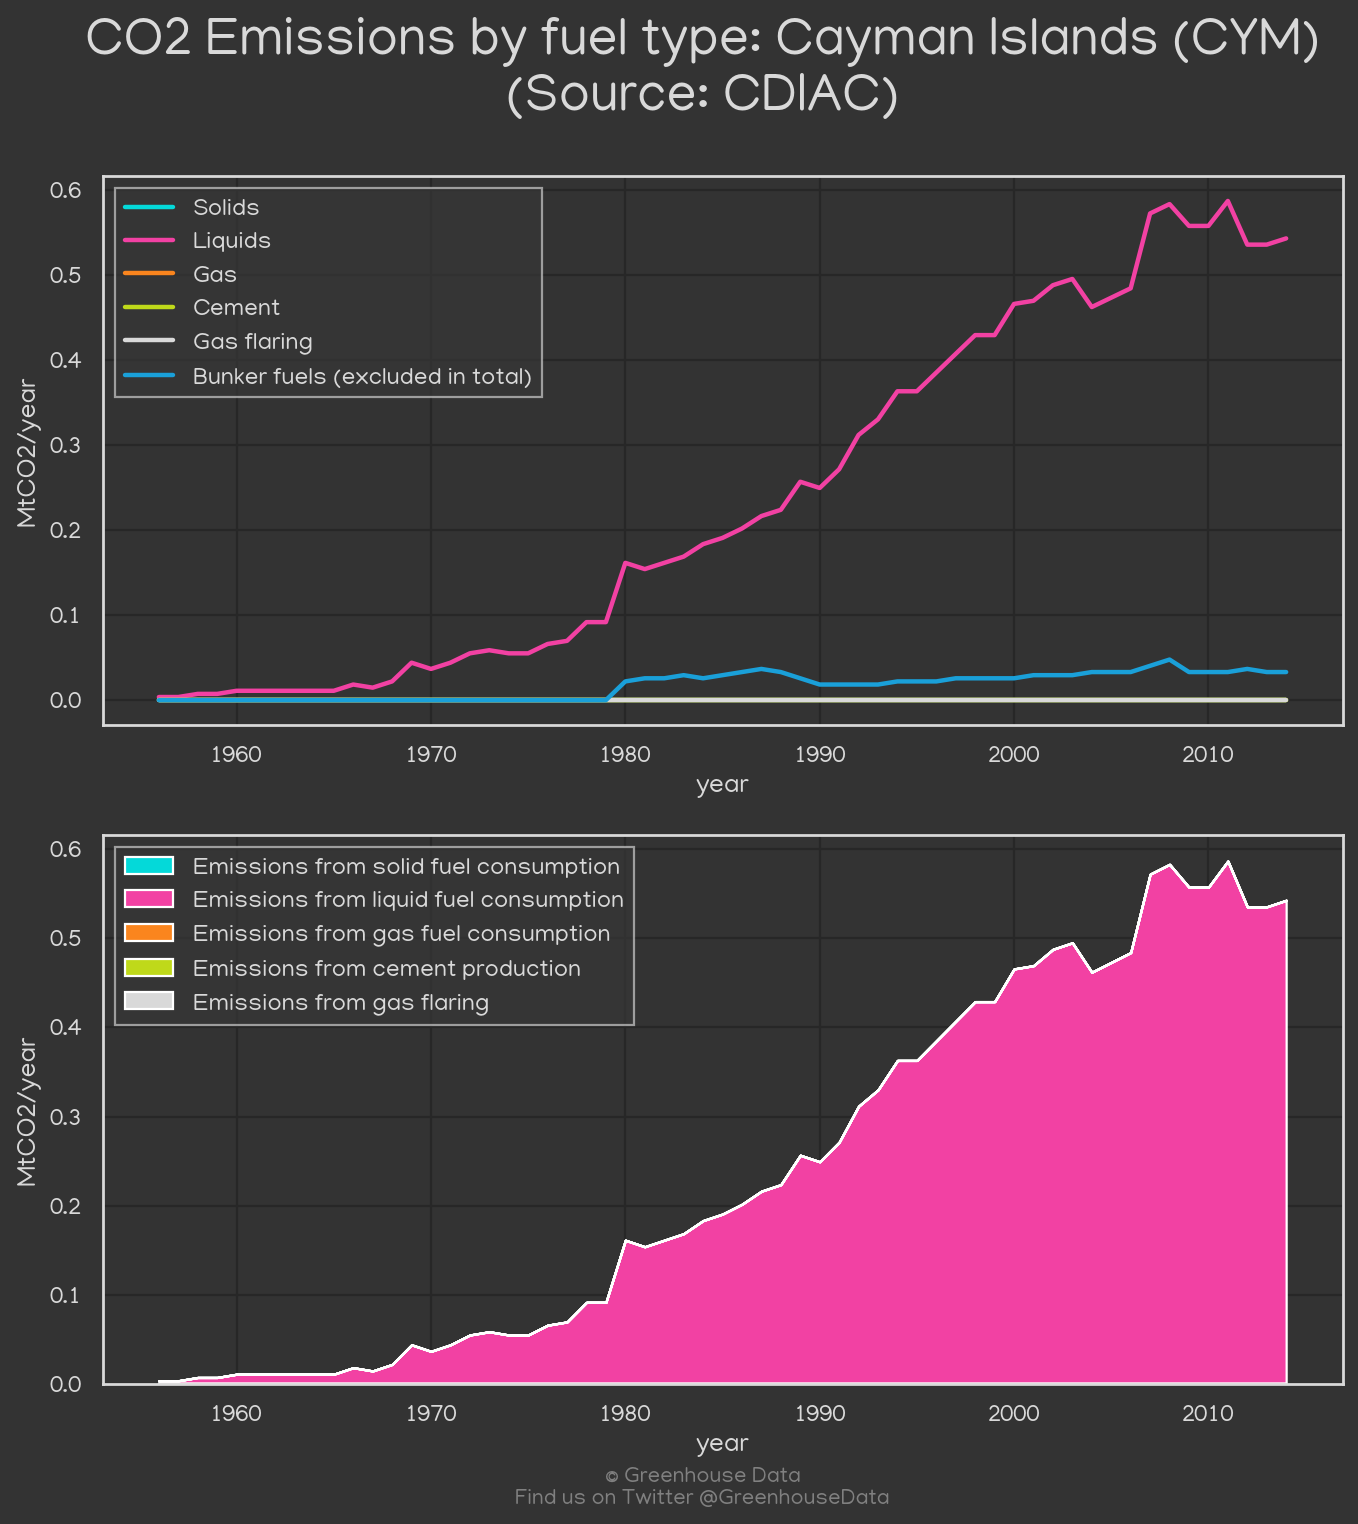 CO2 Emissions by fuel type: Cayman Islands (CYM)
(Source: CDIAC)
0.6
0.5
0.4
0.3
0.2
0.1
0.0
MtCO2/year
Solids
Liquids
Gas
Cement
Gas flaring
Bunker fuels (excluded in total)
1960 1970 1980 1990 2000 2010
year
0.6
0.5
0.4
0.3
0.2
0.1
0.0
MtCO2/year
Emissions from solid fuel consumption
Emissions from liquid fuel consumption
Emissions from gas fuel consumption
Emissions from cement production
Emissions from gas flaring
1960 1970 1980 1990 2000 2010
year
© Greenhouse Data
Find us on Twitter @GreenhouseData